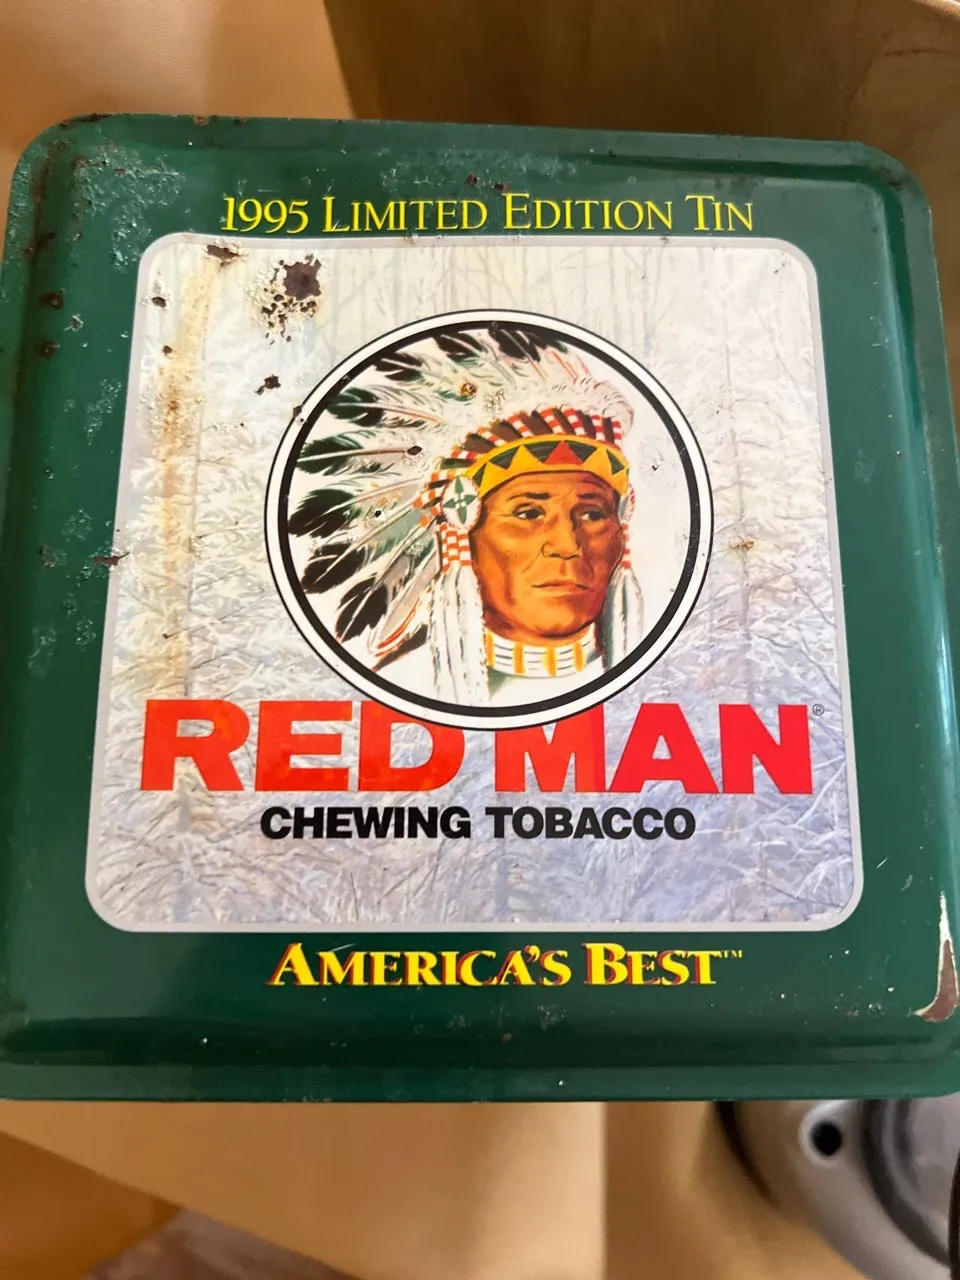 1995 LIMITED EDITION TIN
RED MAN®
CHEWING TOBACCO
AMERICA'S BEST™